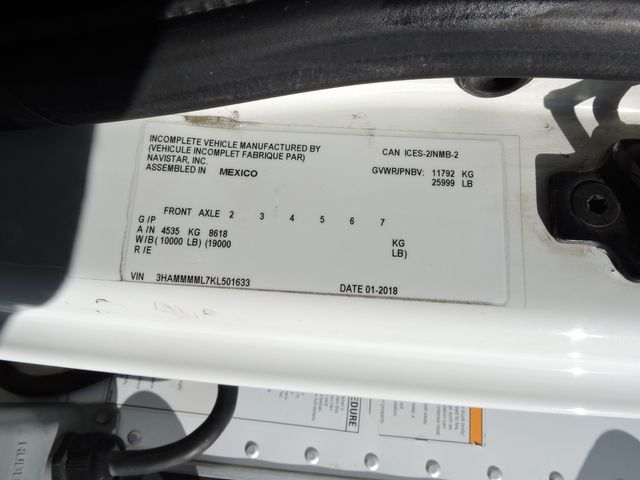 INCOMPLETE VEHICLE MANUFACTURED BY
(VEHICULE INCOMPLET FABRIQUE PAR)
NAVISTAR, INC.
ASSEMBLED IN MEXICO
CAN ICES-2/NMB-2
GVWR/PNBV: 11792 KG
25999 LB
FRONT AXLE 2 3 4 5 6 7
G/P
A/N 4535 KG 8618 KG
W/B (10000 LB) (19000 LB)
R/E
VIN 3HAMMMML7KL501633
DATE 01-2018